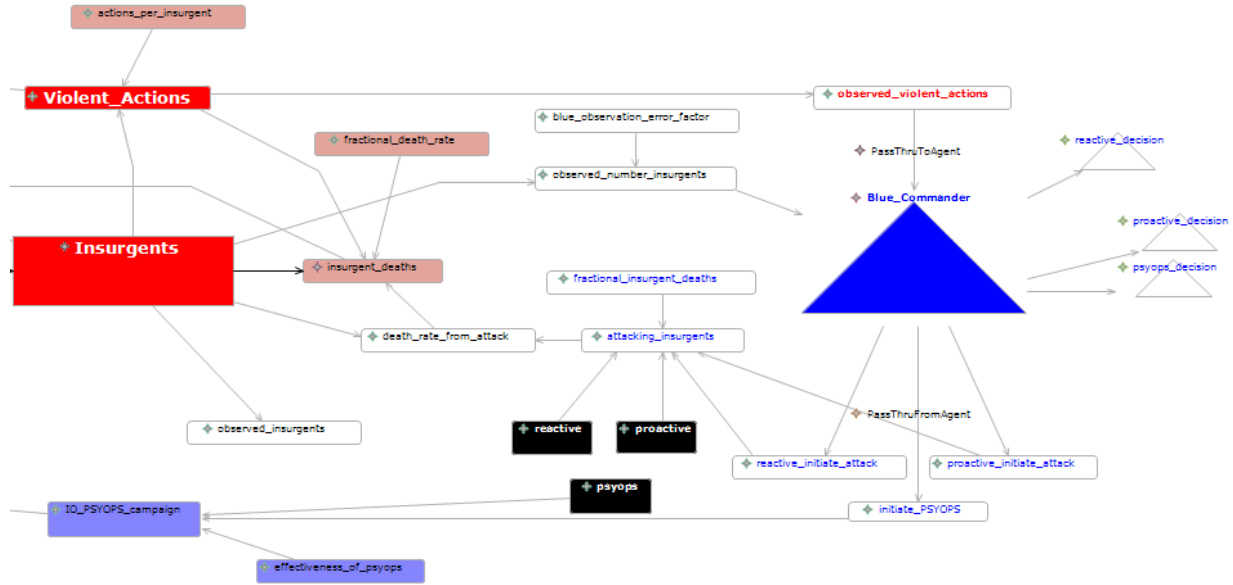 actions_per_insurgent
Violent_Actions
observed_violent_actions
blue_observation_error_factor
fractional_death_rate
reactive_decision
PassThruToAgent
observed_number_insurgents
Blue_Commander
proactive_decision
Insurgents
insurgent_deaths
psyops_decision
fractional_insurgent_deaths
death_rate_from_attack
attacking_insurgents
PassThruFromAgent
observed_insurgents
reactive
proactive
reactive_initiate_attack
proactive_initiate_attack
psyops
IO_PSYOPS_campaign
initiate_PSYOPS
effectiveness_of_psyops